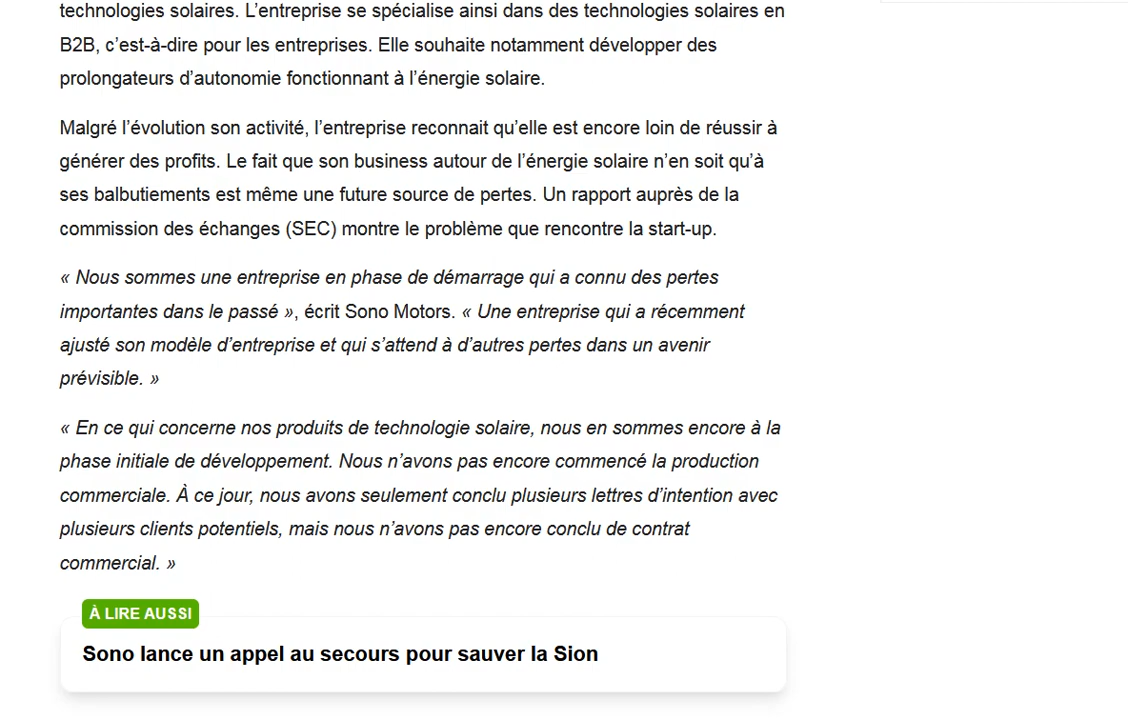 technologies solaires. L’entreprise se spécialise ainsi dans des technologies solaires en
B2B, c’est-à-dire pour les entreprises. Elle souhaite notamment développer des
prolongateurs d’autonomie fonctionnant à l’énergie solaire.
Malgré l’évolution son activité, l’entreprise reconnait qu’elle est encore loin de réussir à
générer des profits. Le fait que son business autour de l’énergie solaire n’en soit qu’à
ses balbutiements est même une future source de pertes. Un rapport auprès de la
commission des échanges (SEC) montre le problème que rencontre la start-up.
« Nous sommes une entreprise en phase de démarrage qui a connu des pertes
importantes dans le passé », écrit Sono Motors. « Une entreprise qui a récemment
ajusté son modèle d’entreprise et qui s’attend à d’autres pertes dans un avenir
prévisible. »
« En ce qui concerne nos produits de technologie solaire, nous en sommes encore à la
phase initiale de développement. Nous n’avons pas encore commencé la production
commerciale. À ce jour, nous avons seulement conclu plusieurs lettres d’intention avec
plusieurs clients potentiels, mais nous n’avons pas encore conclu de contrat
commercial. »
À LIRE AUSSI
Sono lance un appel au secours pour sauver la Sion